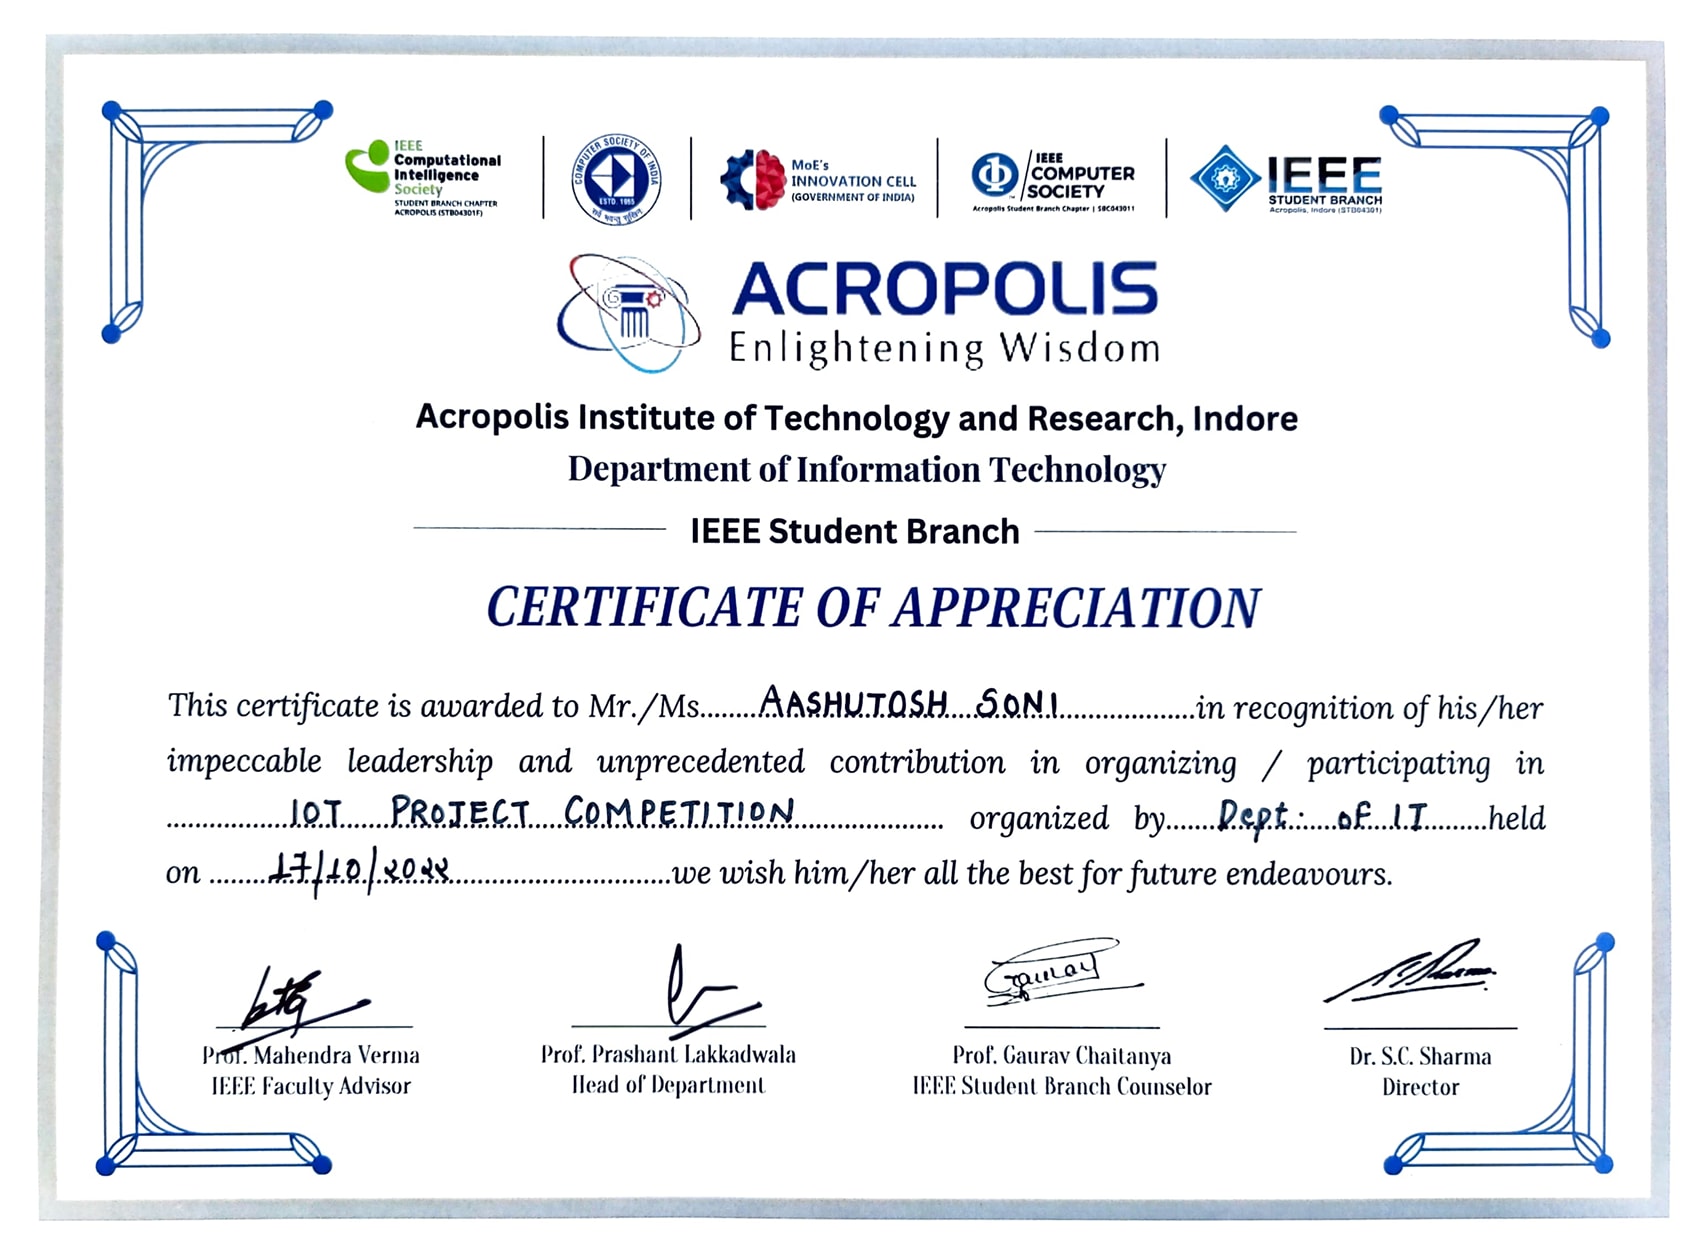 IEEE
Computational
Intelligence
Society
STUDENT BRANCH CHAPTER
ACROPOLIS (STB04301F)
COMPUTER SOCIETY OF INDIA
ESTD. 1965
MoE's
INNOVATION CELL
(GOVERNMENT OF INDIA)
IEEE
COMPUTER
SOCIETY
Acropolis Student Branch Chapter | SBC043011
IEEE
STUDENT BRANCH
Acropolis, Indore (STB04301)
ACROPOLIS
Enlightening Wisdom
Acropolis Institute of Technology and Research, Indore
Department of Information Technology
IEEE Student Branch
CERTIFICATE OF APPRECIATION
This certificate is awarded to Mr./Ms.......AASHUTOSH SONI..................in recognition of his/her
impeccable leadership and unprecedented contribution in organizing / participating in
................IOT PROJECT COMPETITION.................... organized by......Dept. of IT.........held
on ........17/10/2022...............................we wish him/her all the best for future endeavours.
Gaurav
S.C. Sharma
Prof. Mahendra Verma
IEEE Faculty Advisor
Prof. Prashant Lakkadwala
Head of Department
Prof. Gaurav Chaitanya
IEEE Student Branch Counselor
Dr. S.C. Sharma
Director